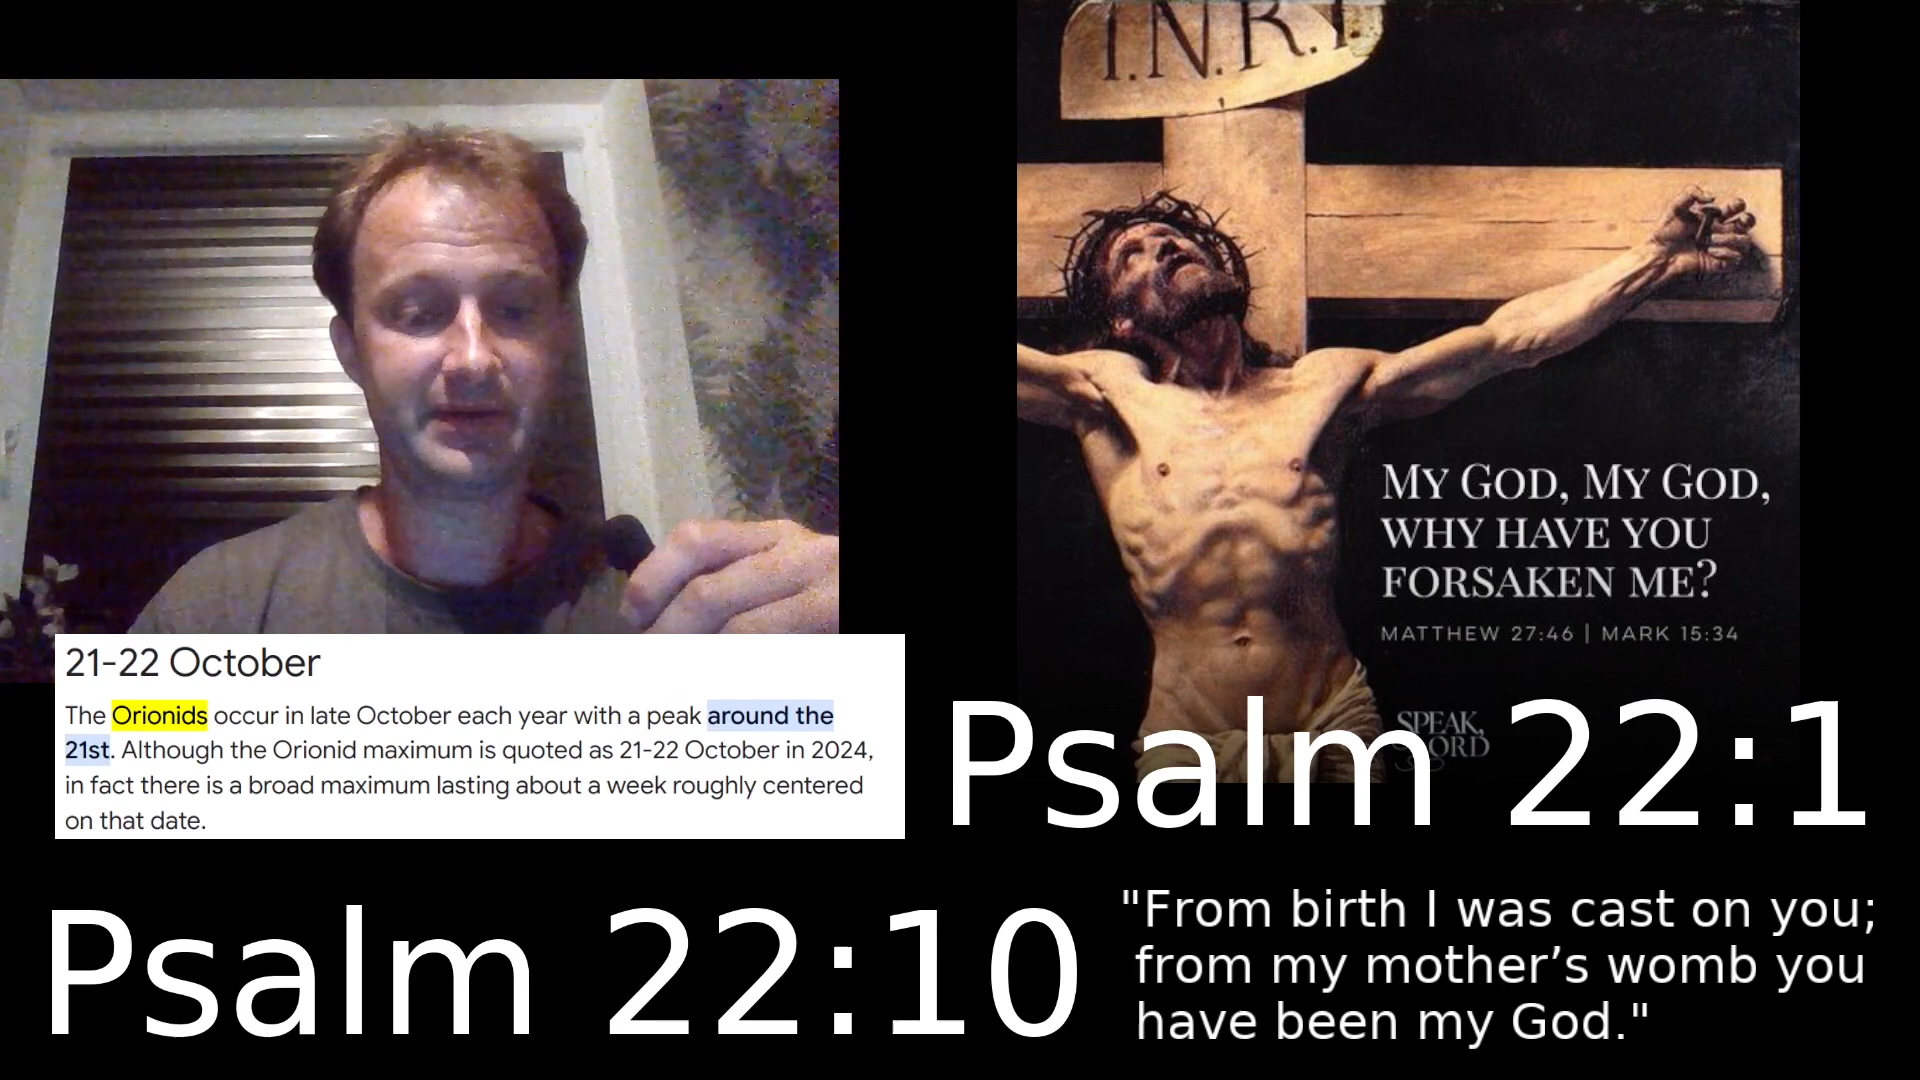 I.N.R.I.
MY GOD, MY GOD,
WHY HAVE YOU
FORSAKEN ME?
MATTHEW 27:46 | MARK 15:34
21-22 October
The Orionids occur in late October each year with a peak around the
21st. Although the Orionid maximum is quoted as 21-22 October in 2024,
in fact there is a broad maximum lasting about a week roughly centered
on that date.
SPEAK,
Psalm 22:1
Psalm 22:10
"From birth I was cast on you;
from my mother’s womb you
have been my God."